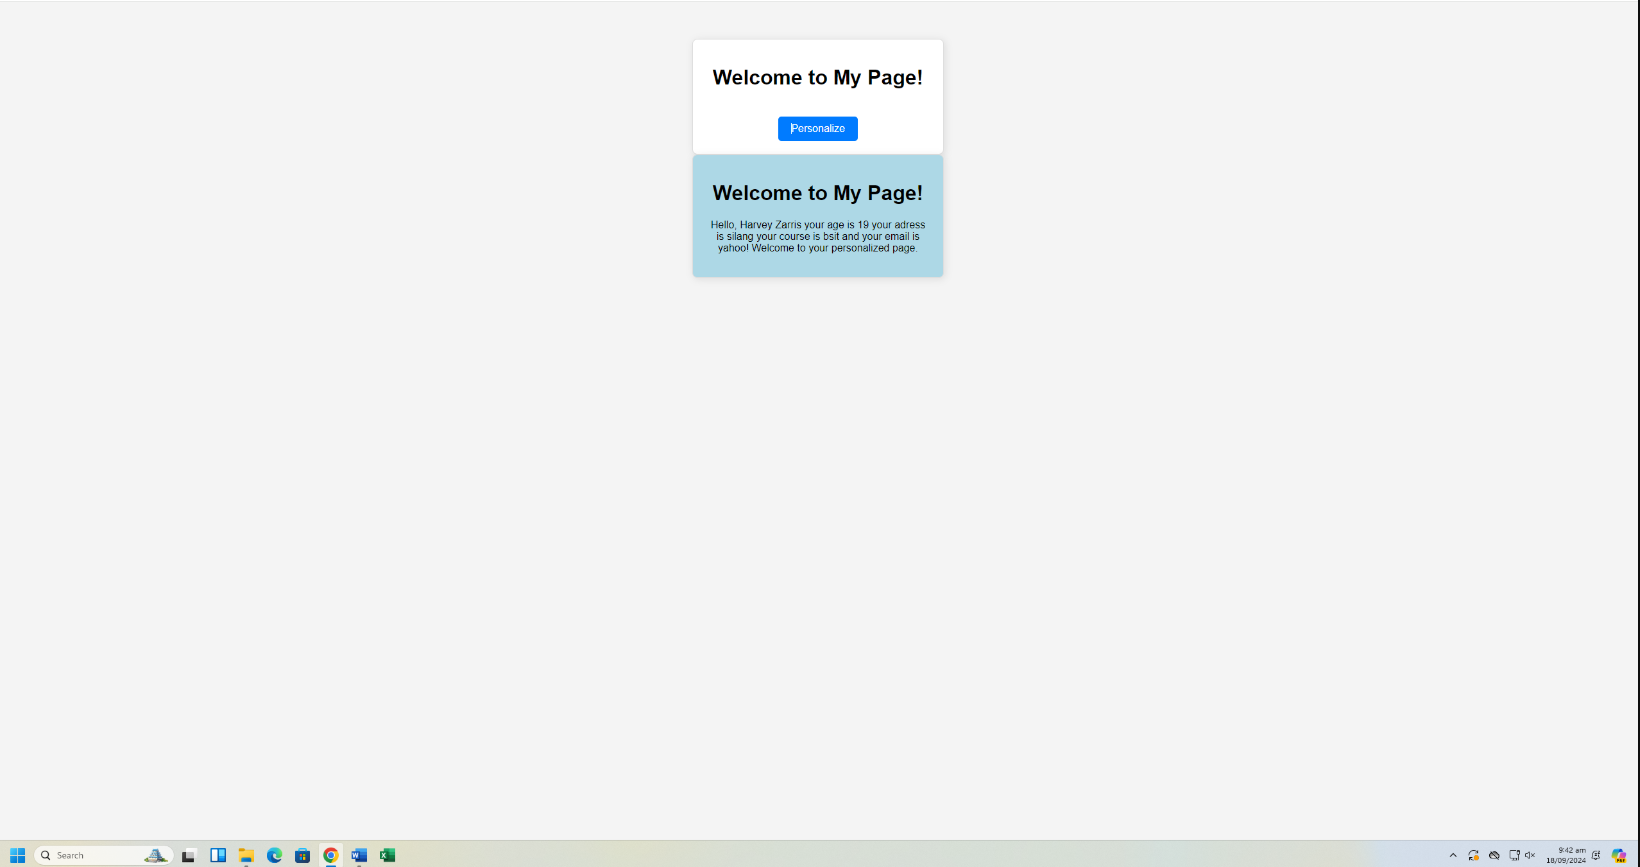 Welcome to My Page!
Personalize
Welcome to My Page!
Hello, Harvey Zarris your age is 19 your adress
is silang your course is bsit and your email is
yahoo! Welcome to your personalized page.
Search
9:42 am
18/09/2024